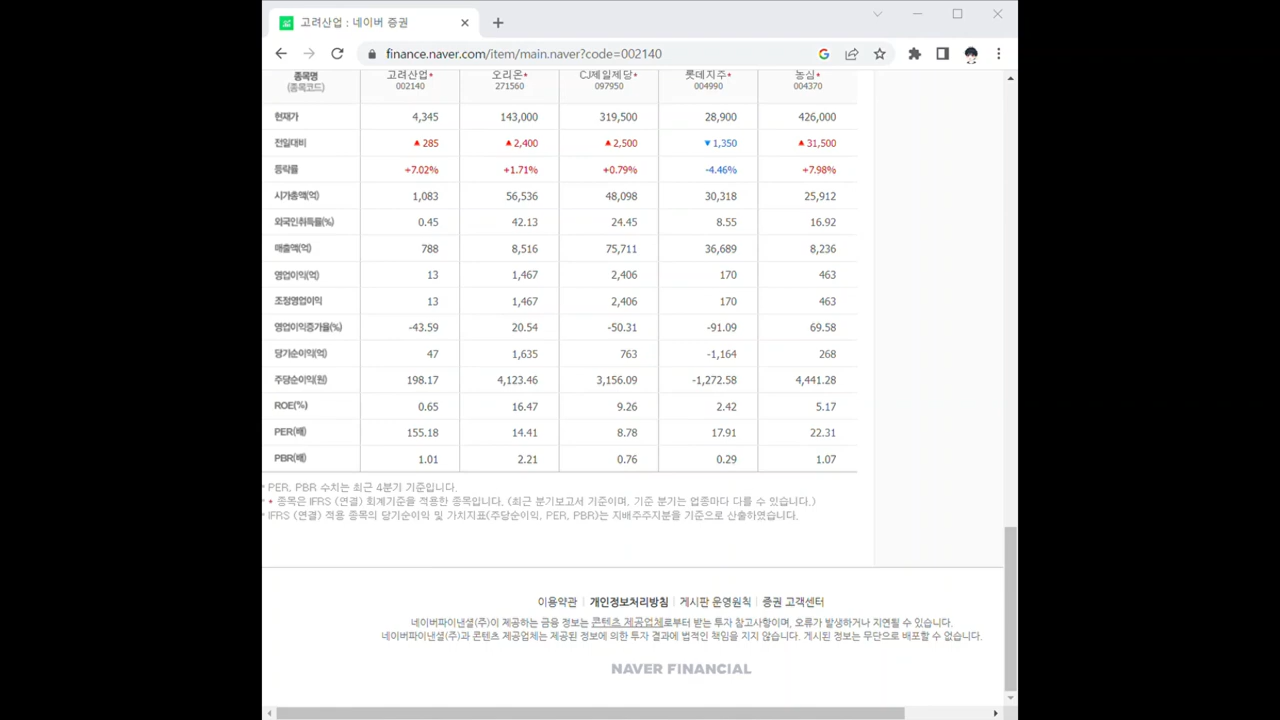 고려산업 : 네이버 증권
finance.naver.com/item/main.naver?code=002140
종목명 고려산업* 오리온* CJ제일제당* 롯데지주* 농심*
(종목코드) 002140 271560 097950 004990 004370
현재가 4,345 143,000 319,500 28,900 426,000
전일대비 ▲285 ▲2,400 ▲2,500 ▼1,350 ▲31,500
등락률 +7.02% +1.71% +0.79% -4.46% +7.98%
시가총액(억) 1,083 56,536 48,098 30,318 25,912
외국인취득률(%) 0.45 42.13 24.45 8.55 16.92
매출액(억) 788 8,516 75,711 36,689 8,236
영업이익(억) 13 1,467 2,406 170 463
조정영업이익 13 1,467 2,406 170 463
영업이익증가율(%) -43.59 20.54 -50.31 -91.09 69.58
당기순이익(억) 47 1,635 763 -1,164 268
주당순이익(원) 198.17 4,123.46 3,156.09 -1,272.58 4,441.28
ROE(%) 0.65 16.47 9.26 2.42 5.17
PER(배) 155.18 14.41 8.78 17.91 22.31
PBR(배) 1.01 2.21 0.76 0.29 1.07
* PER, PBR 수치는 최근 4분기 기준입니다.
* * 종목은 IFRS (연결) 회계기준을 적용한 종목입니다. (최근 분기보고서 기준이며, 기준 분기는 업종마다 다를 수 있습니다.)
* IFRS (연결) 적용 종목의 당기순이익 및 가치지표(주당순이익, PER, PBR)는 지배주주지분을 기준으로 산출하였습니다.
이용약관 | 개인정보처리방침 | 게시판 운영원칙 | 증권 고객센터
네이버파이낸셜(주)이 제공하는 금융 정보는 콘텐츠 제공업체로부터 받는 투자 참고사항이며, 오류가 발생하거나 지연될 수 있습니다.
네이버파이낸셜(주)과 콘텐츠 제공업체는 제공된 정보에 의한 투자 결과에 법적인 책임을 지지 않습니다. 게시된 정보는 무단으로 배포할 수 없습니다.
NAVER FINANCIAL